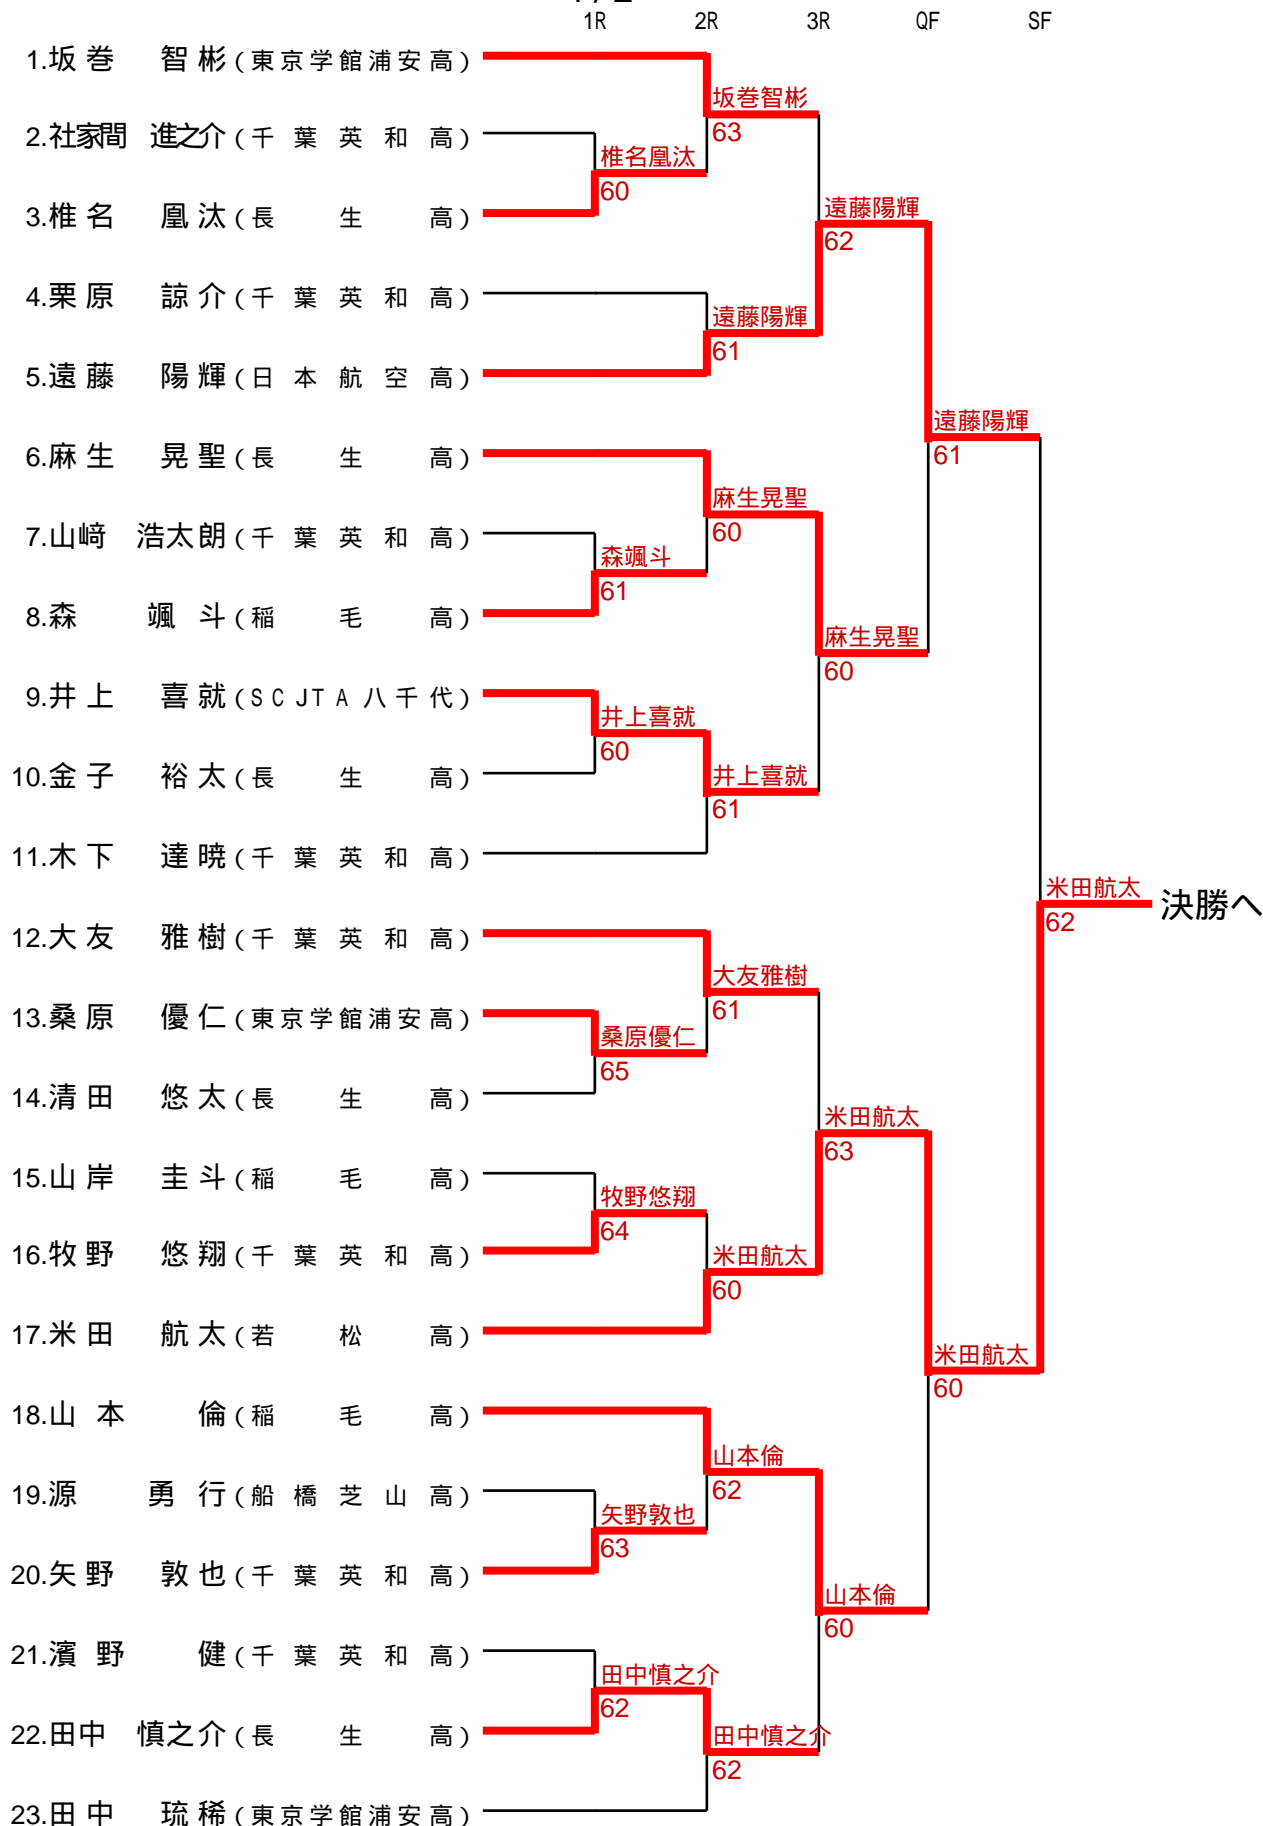 1R 2R 3R QF SF
1.坂巻 智彬(東京学館浦安高)
坂巻智彬
63
2.社家間 進之介(千葉英和高)
椎名凰汰
60
3.椎名 凰汰(長生高)
遠藤陽輝
62
4.栗原 諒介(千葉英和高)
遠藤陽輝
61
5.遠藤 陽輝(日本航空高)
遠藤陽輝
61
6.麻生 晃聖(長生高)
麻生晃聖
60
7.山﨑 浩太朗(千葉英和高)
森颯斗
61
8.森 颯斗(稲毛高)
麻生晃聖
60
9.井上 喜就(SCJTA八千代)
井上喜就
60
10.金子 裕太(長生高)
井上喜就
61
11.木下 達暁(千葉英和高)
米田航太 決勝へ
62
12.大友 雅樹(千葉英和高)
大友雅樹
61
13.桑原 優仁(東京学館浦安高)
桑原優仁
65
14.清田 悠太(長生高)
米田航太
63
15.山岸 圭斗(稲毛高)
牧野悠翔
64
16.牧野 悠翔(千葉英和高)
米田航太
60
17.米田 航太(若松高)
米田航太
60
18.山本 倫(稲毛高)
山本倫
62
19.源 勇行(船橋芝山高)
矢野敦也
63
20.矢野 敦也(千葉英和高)
山本倫
60
21.濱野 健(千葉英和高)
田中慎之介
62
22.田中 慎之介(長生高)
田中慎之介
62
23.田中 琉稀(東京学館浦安高)